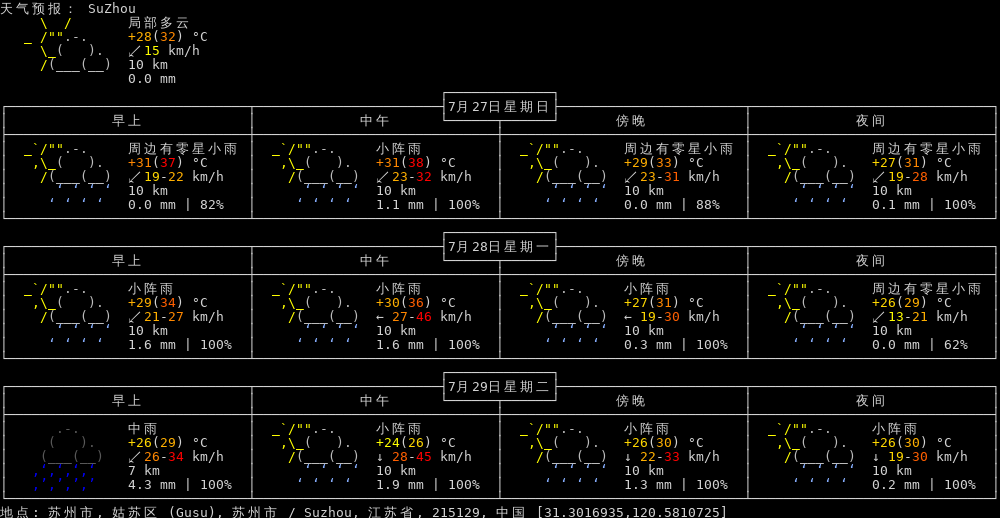 天气预报： SuZhou
局部多云
+28(32) °C
↙ 15 km/h
10 km
0.0 mm
7月27日星期日
早上 中午 傍晚 夜间
周边有零星小雨 小阵雨 周边有零星小雨 周边有零星小雨
+31(37) °C +31(38) °C +29(33) °C +27(31) °C
↙ 19-22 km/h ↙ 23-32 km/h ↙ 23-31 km/h ↙ 19-28 km/h
10 km 10 km 10 km 10 km
0.0 mm | 82% 1.1 mm | 100% 0.0 mm | 88% 0.1 mm | 100%
7月28日星期一
早上 中午 傍晚 夜间
小阵雨 小阵雨 小阵雨 周边有零星小雨
+29(34) °C +30(36) °C +27(31) °C +26(29) °C
↙ 21-27 km/h ← 27-46 km/h ← 19-30 km/h ↙ 13-21 km/h
10 km 10 km 10 km 10 km
1.6 mm | 100% 1.6 mm | 100% 0.3 mm | 100% 0.0 mm | 62%
7月29日星期二
早上 中午 傍晚 夜间
中雨 小阵雨 小阵雨 小阵雨
+26(29) °C +24(26) °C +26(30) °C +26(30) °C
↙ 26-34 km/h ↓ 28-45 km/h ↓ 22-33 km/h ↓ 19-30 km/h
7 km 10 km 10 km 10 km
4.3 mm | 100% 1.9 mm | 100% 1.3 mm | 100% 0.2 mm | 100%
地点: 苏州市, 姑苏区 (Gusu), 苏州市 / Suzhou, 江苏省, 215129, 中国 [31.3016935,120.5810725]